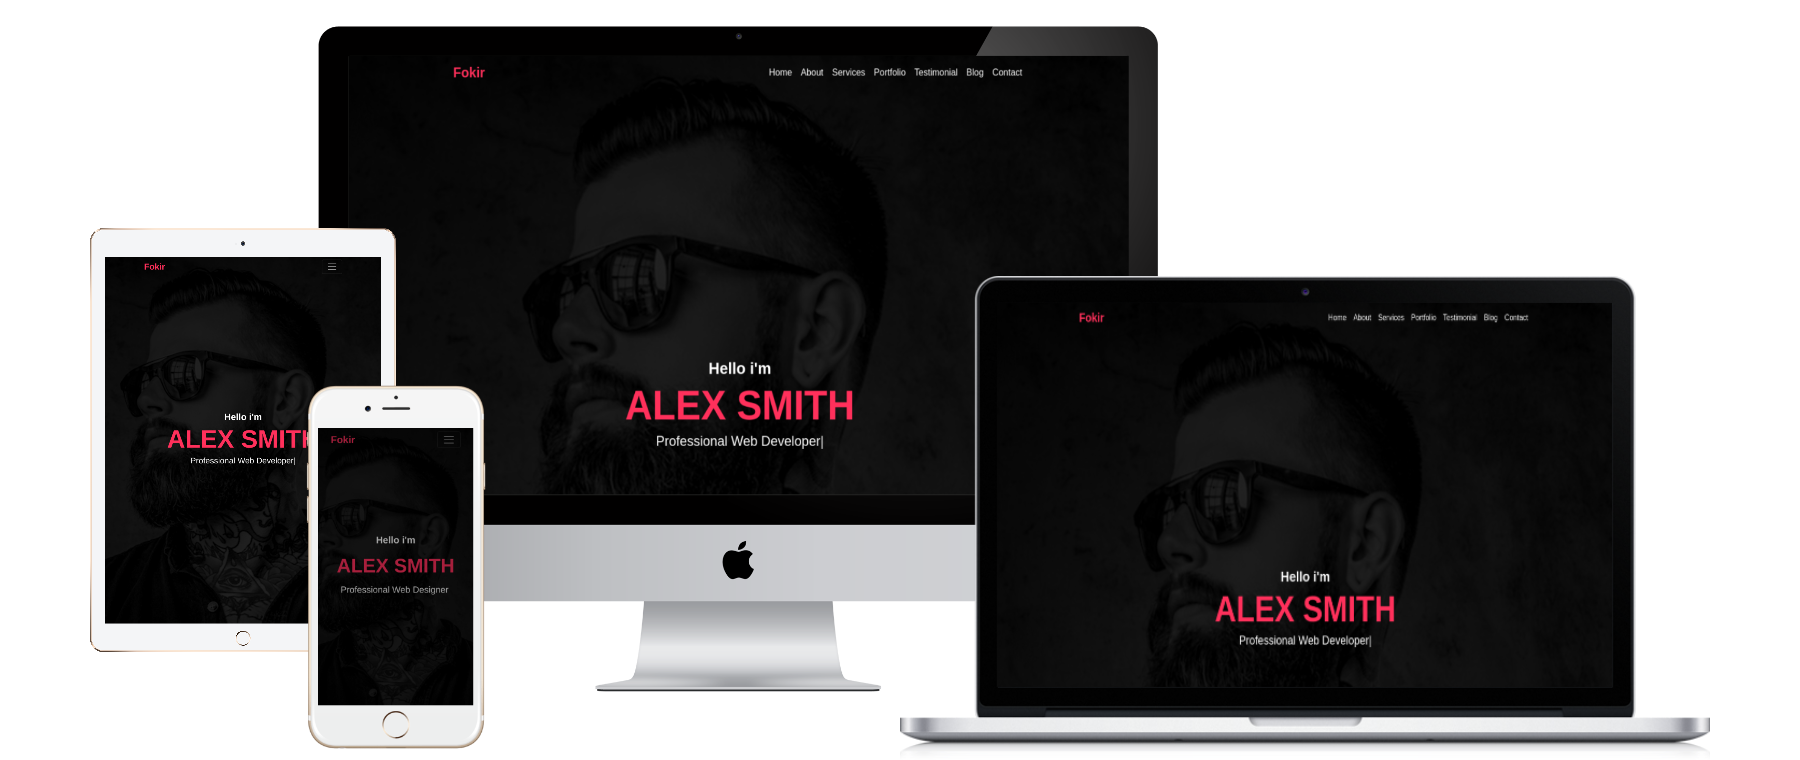 Fokir
Home About Services Portfolio Testimonial Blog Contact
Hello i'm
ALEX SMITH
Professional Web Developer|
Fokir
Hello i'm
ALEX SMITH
Professional Web Developer|
Fokir
Hello i'm
ALEX SMITH
Professional Web Designer
Fokir
Home About Services Portfolio Testimonial Blog Contact
Hello i'm
ALEX SMITH
Professional Web Developer|